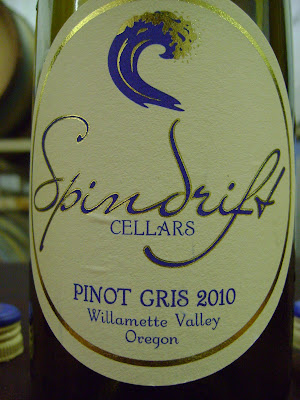 Spindrift
CELLARS
PINOT GRIS 2010
Willamette Valley
Oregon